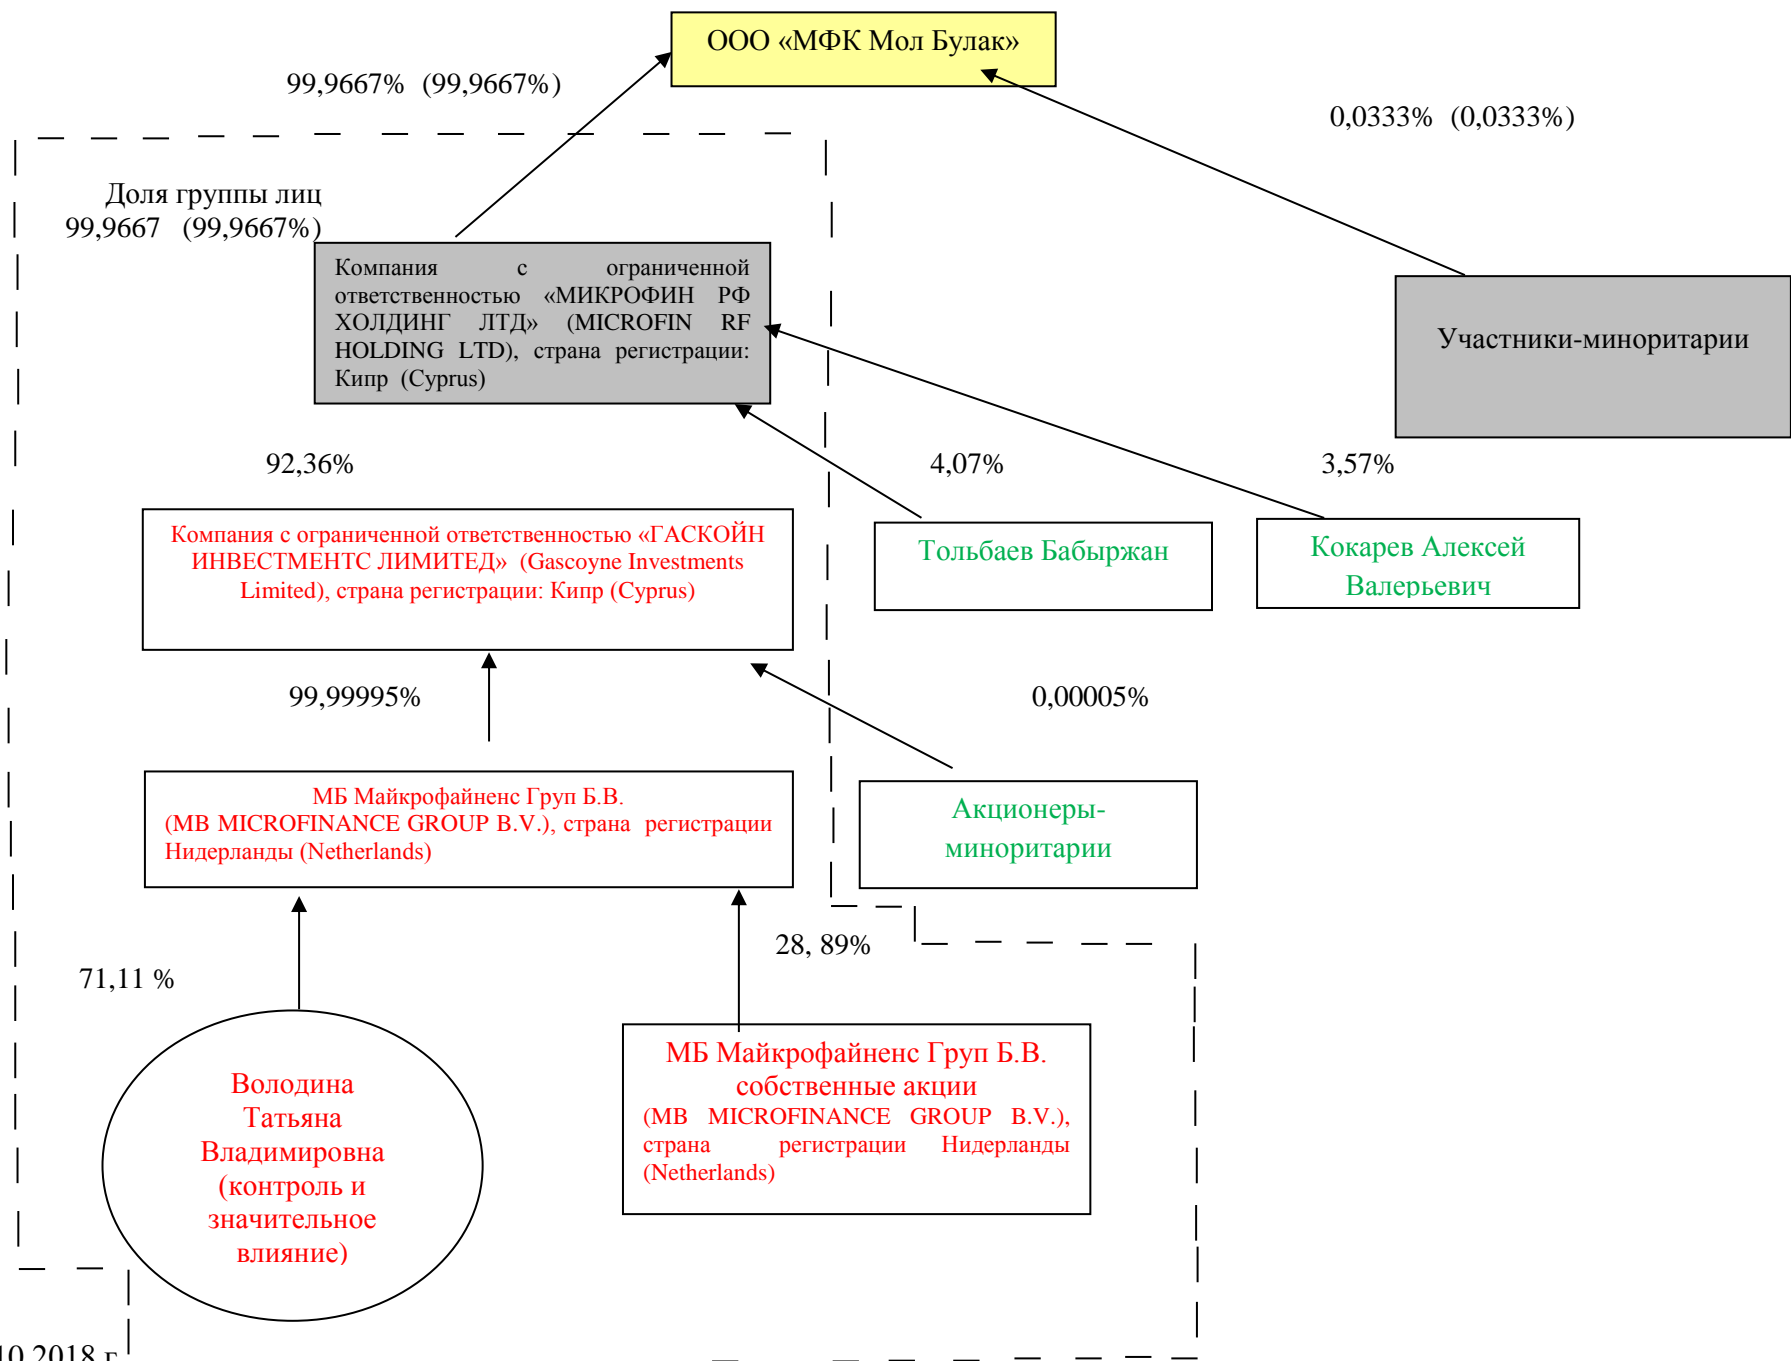 ООО «МФК Мол Булак»
99,9667% (99,9667%)
0,0333% (0,0333%)
Доля группы лиц
99,9667 (99,9667%)
Компания с ограниченной
ответственностью «МИКРОФИН РФ
ХОЛДИНГ ЛТД» (MICROFIN RF
HOLDING LTD), страна регистрации:
Кипр (Cyprus)
Участники-миноритарии
92,36%
4,07%
3,57%
Компания с ограниченной ответственностью «ГАСКОЙН
ИНВЕСТМЕНТС ЛИМИТЕД» (Gascoyne Investments
Limited), страна регистрации: Кипр (Cyprus)
Тольбаев Бабыржан
Кокарев Алексей
Валерьевич
99,99995%
0,00005%
МБ Майкрофайненс Груп Б.В.
(MB MICROFINANCE GROUP B.V.), страна регистрации
Нидерланды (Netherlands)
Акционеры-
миноритарии
28, 89%
71,11 %
Володина
Татьяна
Владимировна
(контроль и
значительное
влияние)
МБ Майкрофайненс Груп Б.В.
собственные акции
(MB MICROFINANCE GROUP B.V.),
страна регистрации Нидерланды
(Netherlands)
10.2018 г.